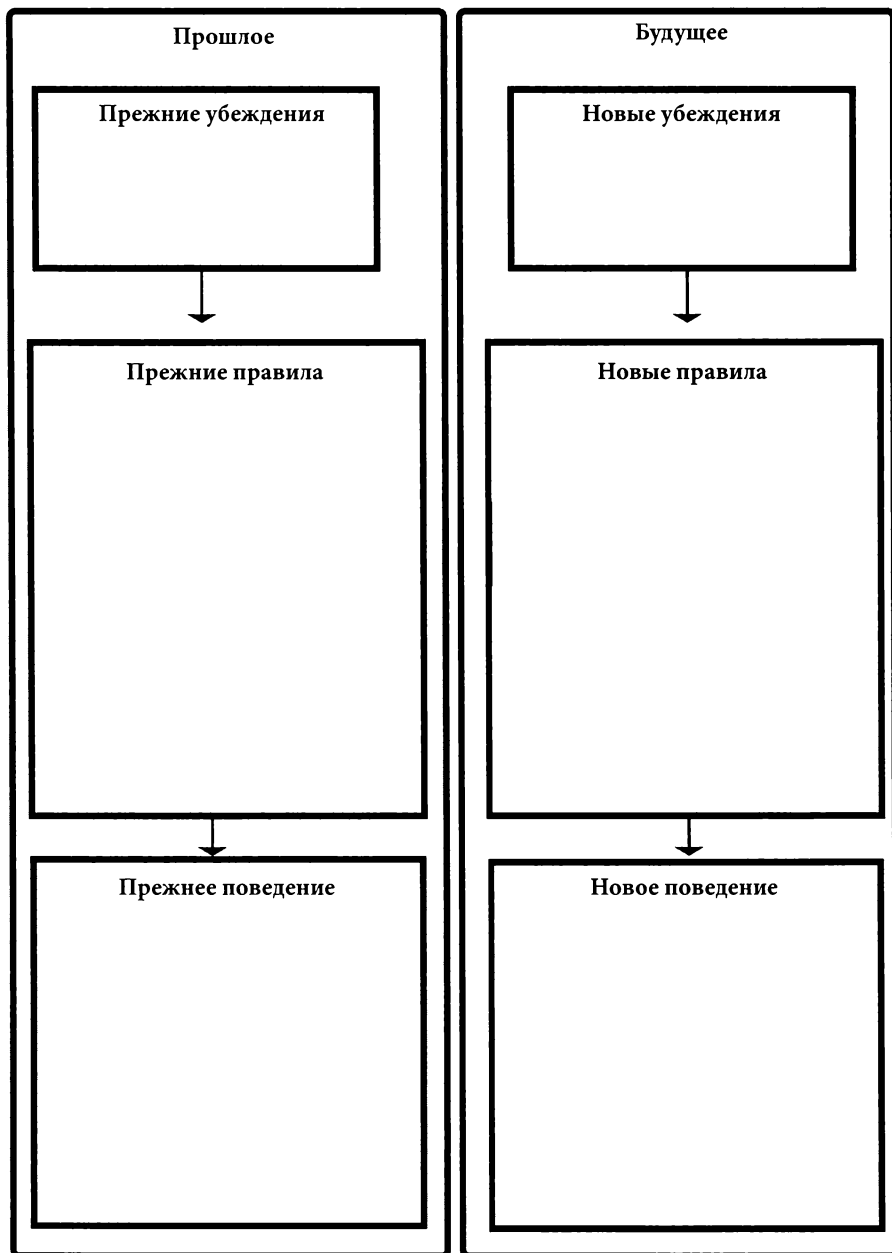 Прошлое
Прежние убеждения
Прежние правила
Прежнее поведение
Будущее
Новые убеждения
Новые правила
Новое поведение